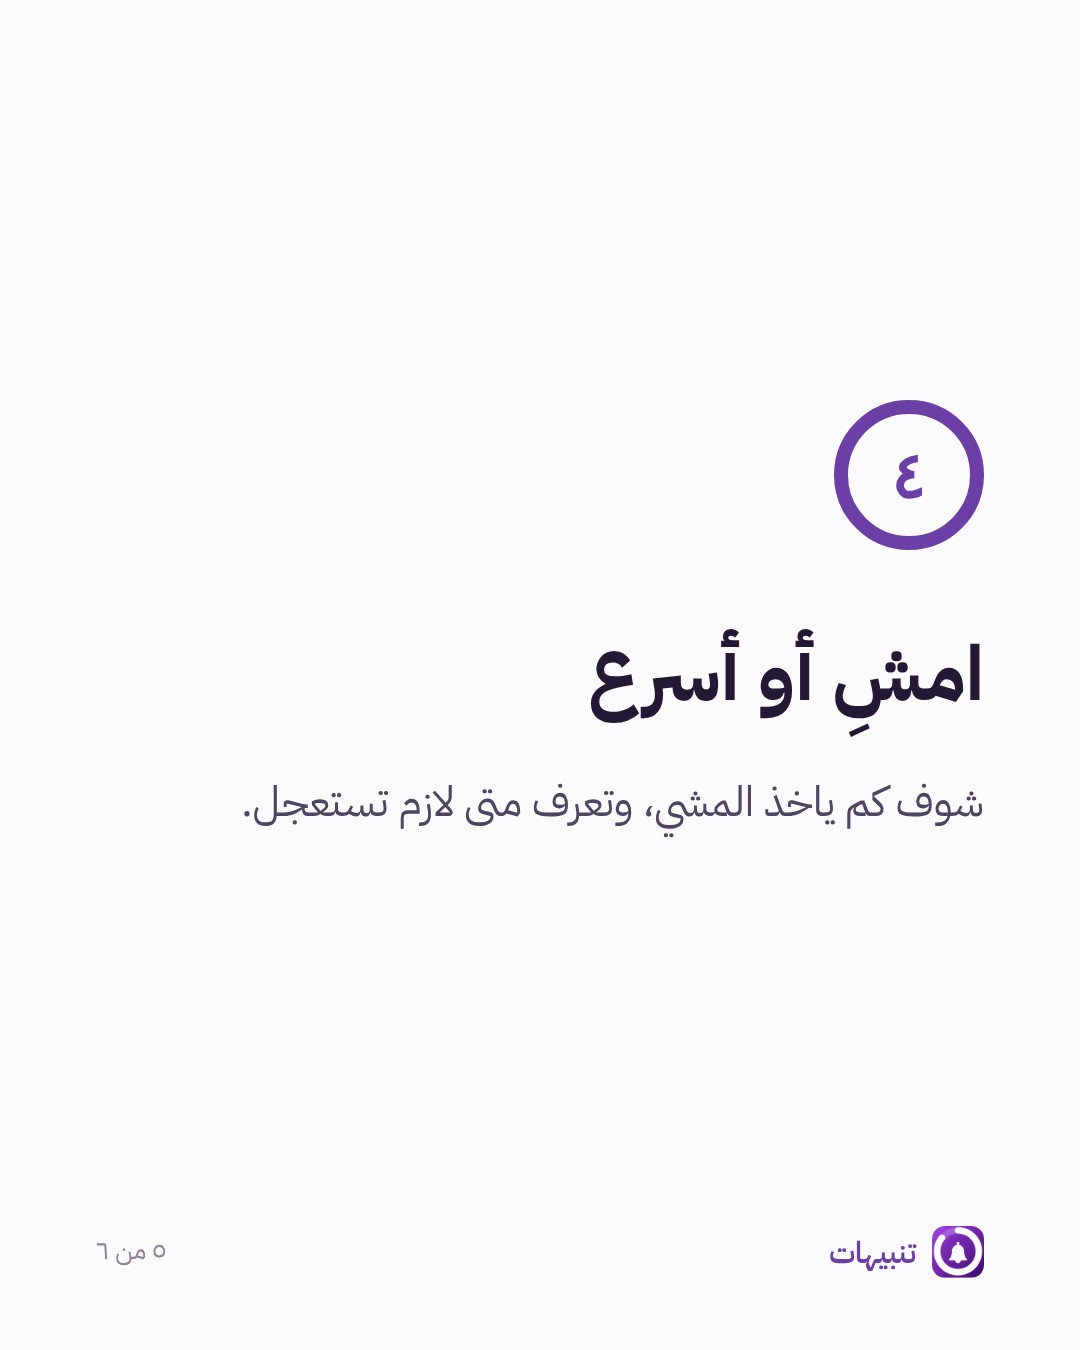 ٤
امشِ أو أسرع
شوف كم ياخذ المشي، وتعرف متى لازم تستعجل.
تنبيهات
٥ من ٦